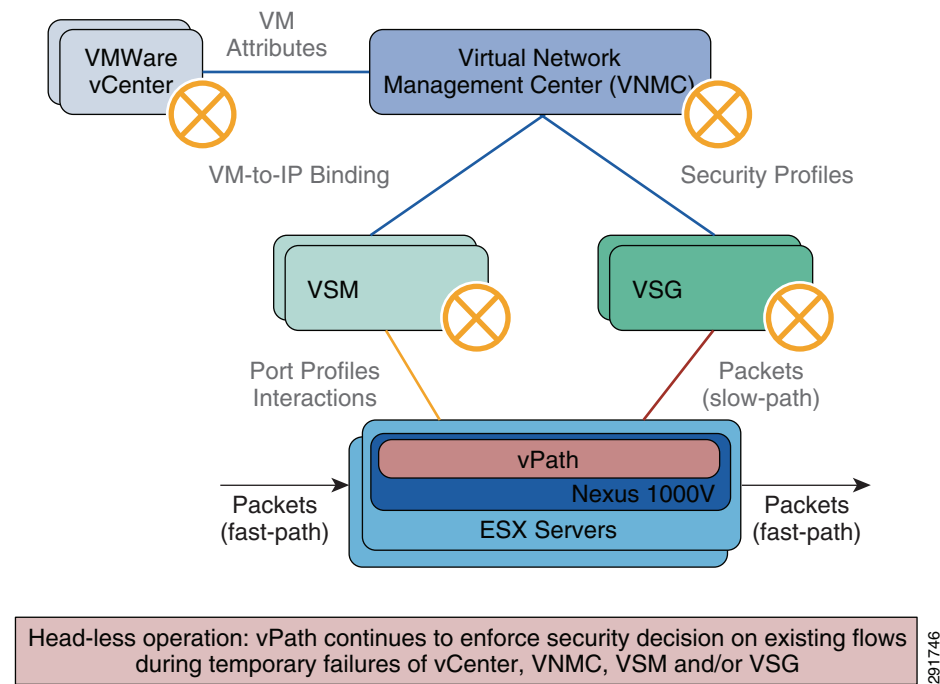 VM
Attributes
VMWare
vCenter
Virtual Network
Management Center (VNMC)
VM-to-IP Binding
Security Profiles
VSM
VSG
Port Profiles
Interactions
Packets
(slow-path)
vPath
Nexus 1000V
ESX Servers
Packets
(fast-path)
Packets
(fast-path)
Head-less operation: vPath continues to enforce security decision on existing flows
during temporary failures of vCenter, VNMC, VSM and/or VSG
291746